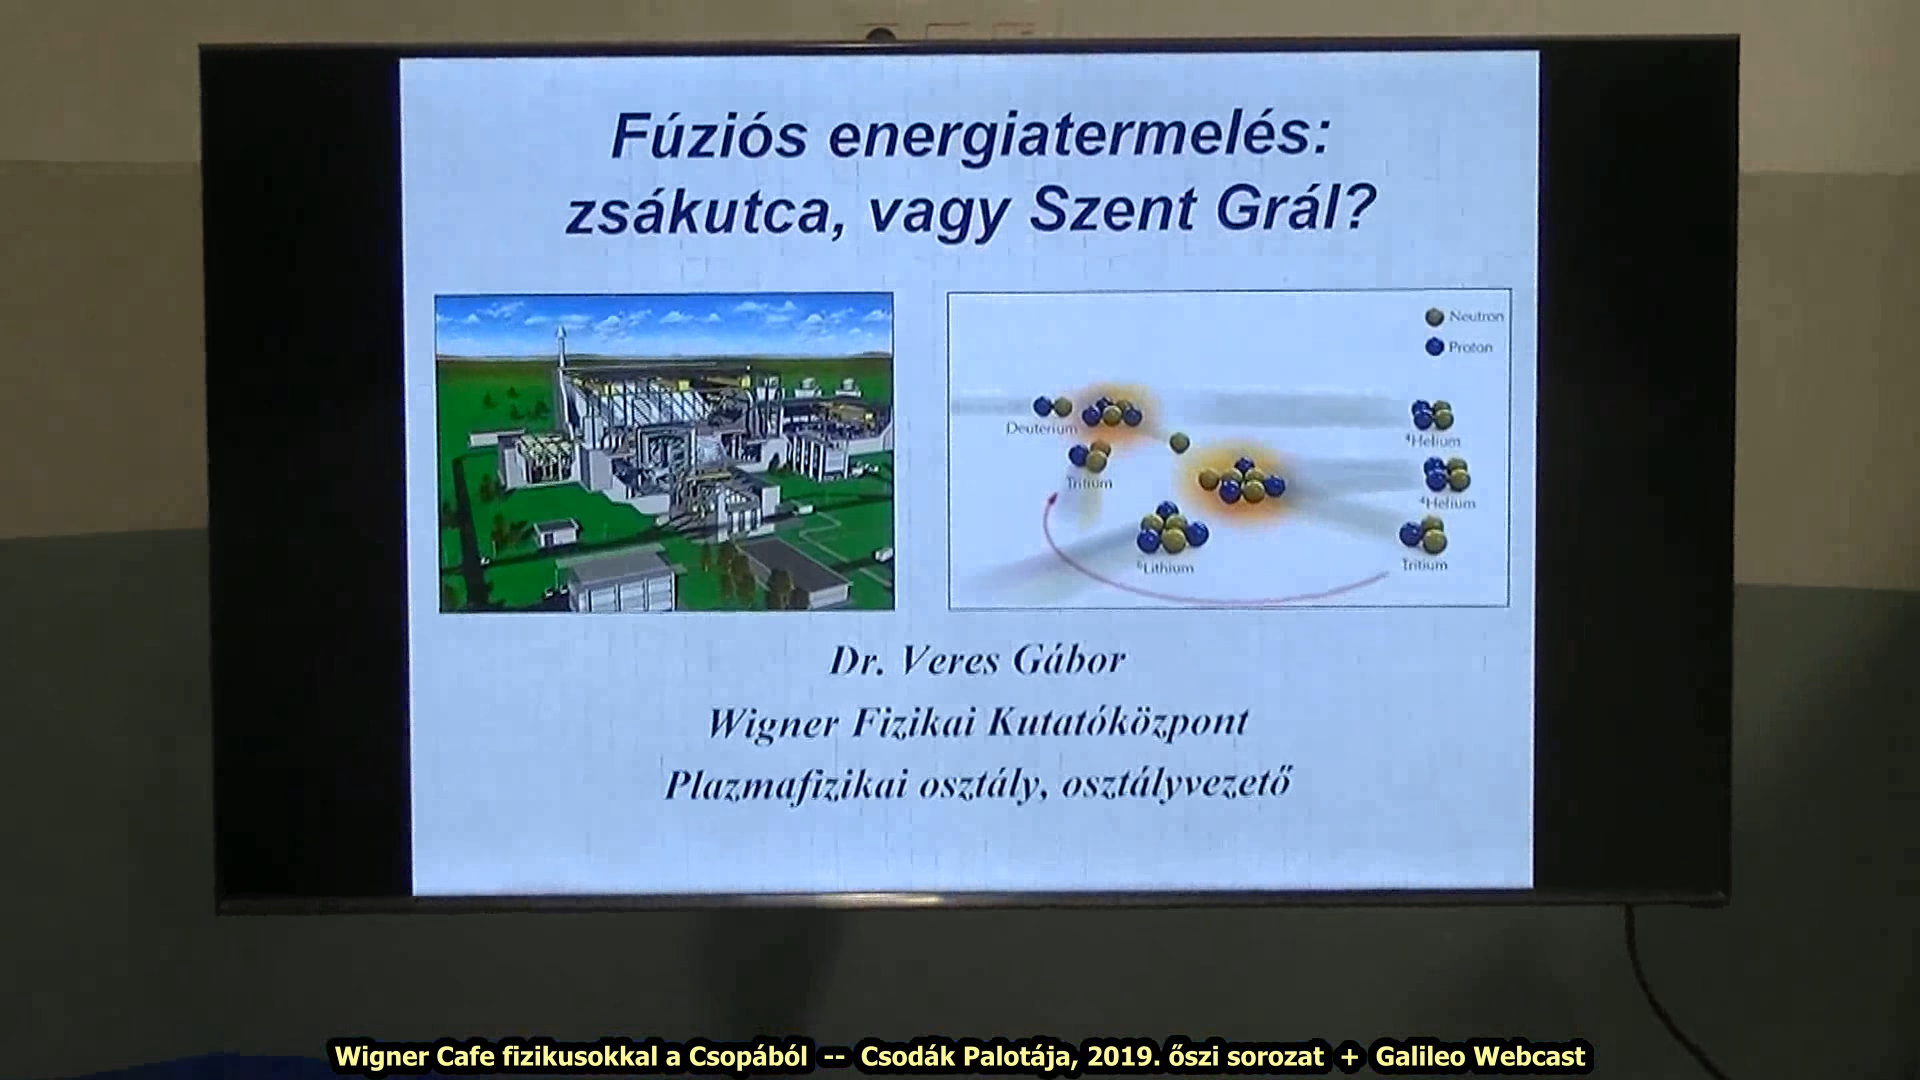 Fúziós energiatermelés:
zsákutca, vagy Szent Grál?
Neutron
Proton
Deuterium
Tritium
⁶Lithium
⁴Helium
⁴Helium
Tritium
Dr. Veres Gábor
Wigner Fizikai Kutatóközpont
Plazmafizikai osztály, osztályvezető
Wigner Cafe fizikusokkal a Csopából -- Csodák Palotája, 2019. őszi sorozat + Galileo Webcast